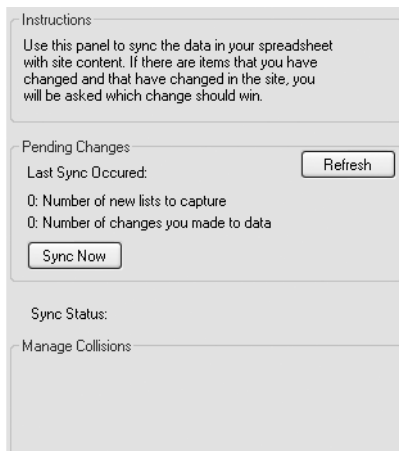 Instructions
Use this panel to sync the data in your spreadsheet
with site content. If there are items that you have
changed and that have changed in the site, you
will be asked which change should win.
Pending Changes
Refresh
Last Sync Occured:
0: Number of new lists to capture
0: Number of changes you made to data
Sync Now
Sync Status:
Manage Collisions